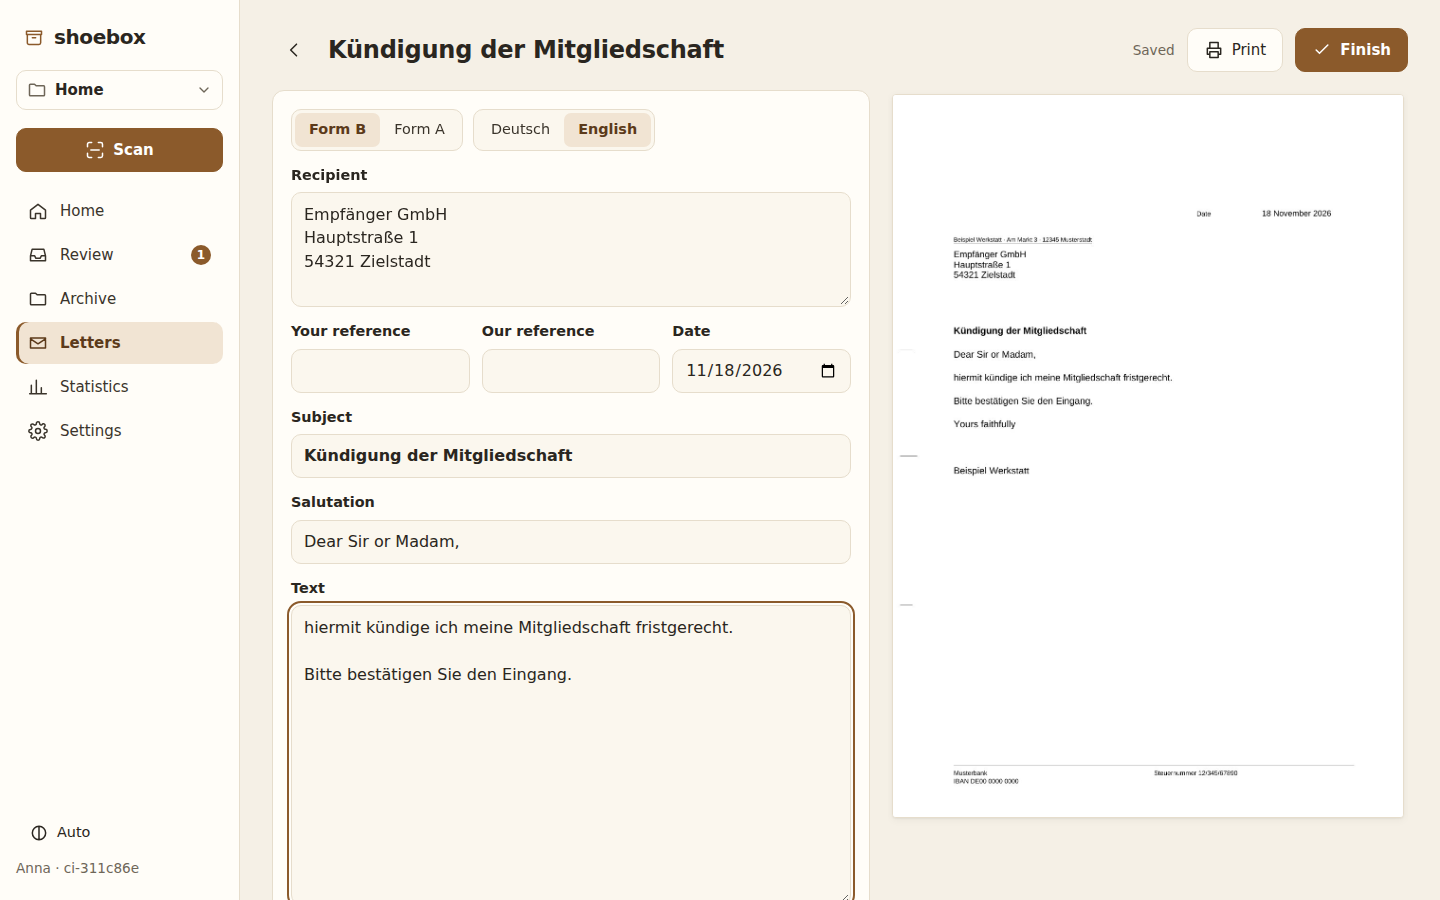 shoebox
Home
Scan
Home
Review 1
Archive
Letters
Statistics
Settings
Auto
Anna · ci-311c86e
Kündigung der Mitgliedschaft
Saved
Print
Finish
Form B Form A Deutsch English
Recipient
Empfänger GmbH
Hauptstraße 1
54321 Zielstadt
Your reference Our reference Date
11/18/2026
Subject
Kündigung der Mitgliedschaft
Salutation
Dear Sir or Madam,
Text
hiermit kündige ich meine Mitgliedschaft fristgerecht.
Bitte bestätigen Sie den Eingang.
Date 18 November 2026
Beispiel Werkstatt · Am Markt 3 · 12345 Musterstadt
Empfänger GmbH
Hauptstraße 1
54321 Zielstadt
Kündigung der Mitgliedschaft
Dear Sir or Madam,
hiermit kündige ich meine Mitgliedschaft fristgerecht.
Bitte bestätigen Sie den Eingang.
Yours faithfully
Beispiel Werkstatt
Musterbank Steuernummer 12/345/67890
IBAN DE00 0000 0000